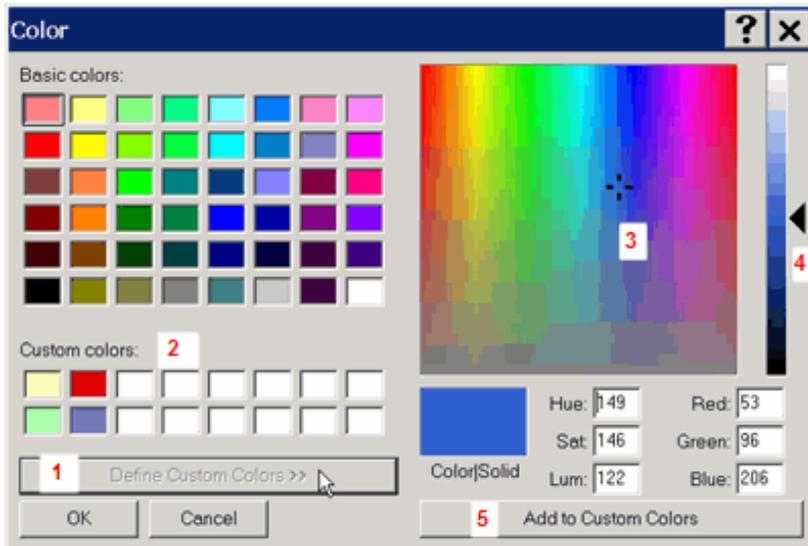 Color
? ×
Basic colors:
Custom colors: 2
1 Define Custom Colors >>
OK Cancel
3
4
Color|Solid
Hue: 149 Red: 53
Sat: 146 Green: 96
Lum: 122 Blue: 206
5 Add to Custom Colors